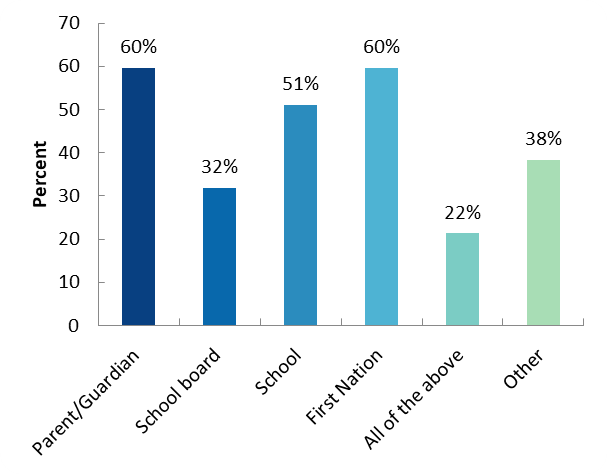 Percent
70
60
50
40
30
20
10
0
60%
32%
51%
60%
22%
38%
Parent/Guardian
School board
School
First Nation
All of the above
Other